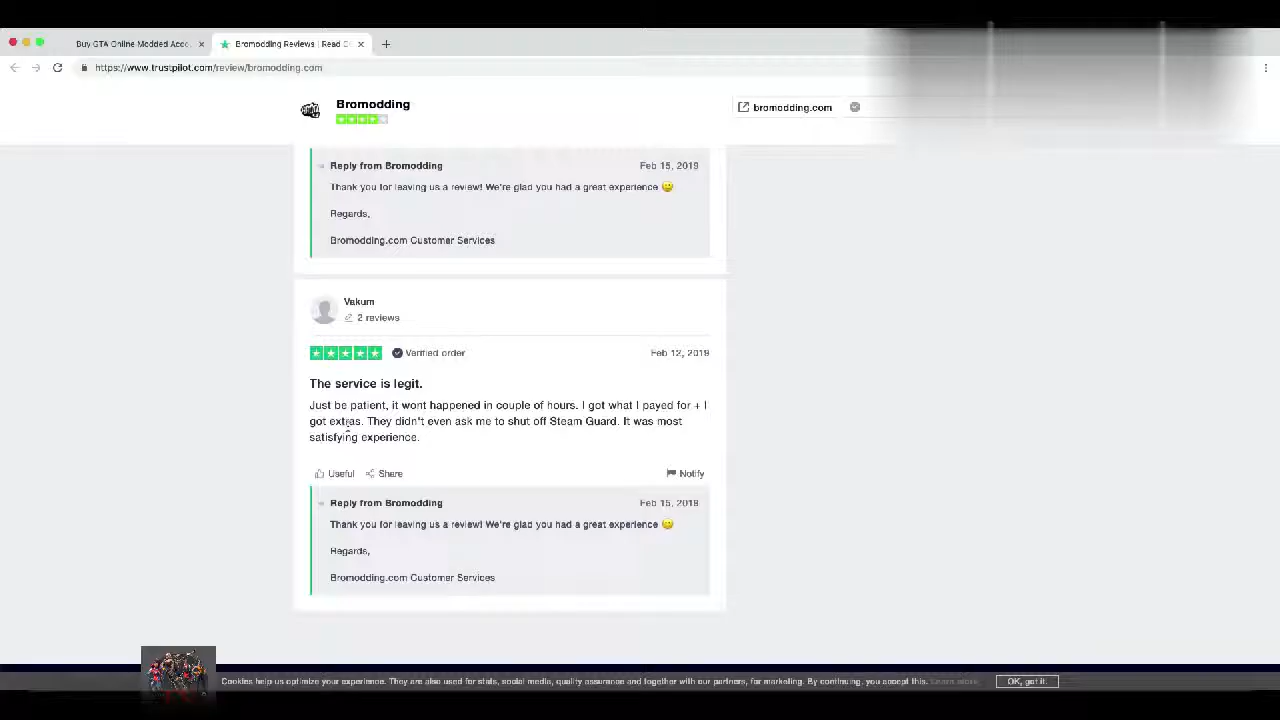 Buy GTA Online Modded Acco
Bromodding Reviews | Read C
https://www.trustpilot.com/review/bromodding.com
Bromodding
bromodding.com
Reply from Bromodding Feb 15, 2019
Thank you for leaving us a review! We're glad you had a great experience 🙂
Regards,
Bromodding.com Customer Services
Vakum
2 reviews
Verified order Feb 12, 2019
The service is legit.
Just be patient, it wont happened in couple of hours. I got what I payed for + I
got extras. They didn't even ask me to shut off Steam Guard. It was most
satisfying experience.
Useful Share Notify
Reply from Bromodding Feb 15, 2019
Thank you for leaving us a review! We're glad you had a great experience 🙂
Regards,
Bromodding.com Customer Services
Cookies help us optimize your experience. They are also used for stats, social media, quality assurance and together with our partners, for marketing. By continuing, you accept this. Learn more OK, got it.